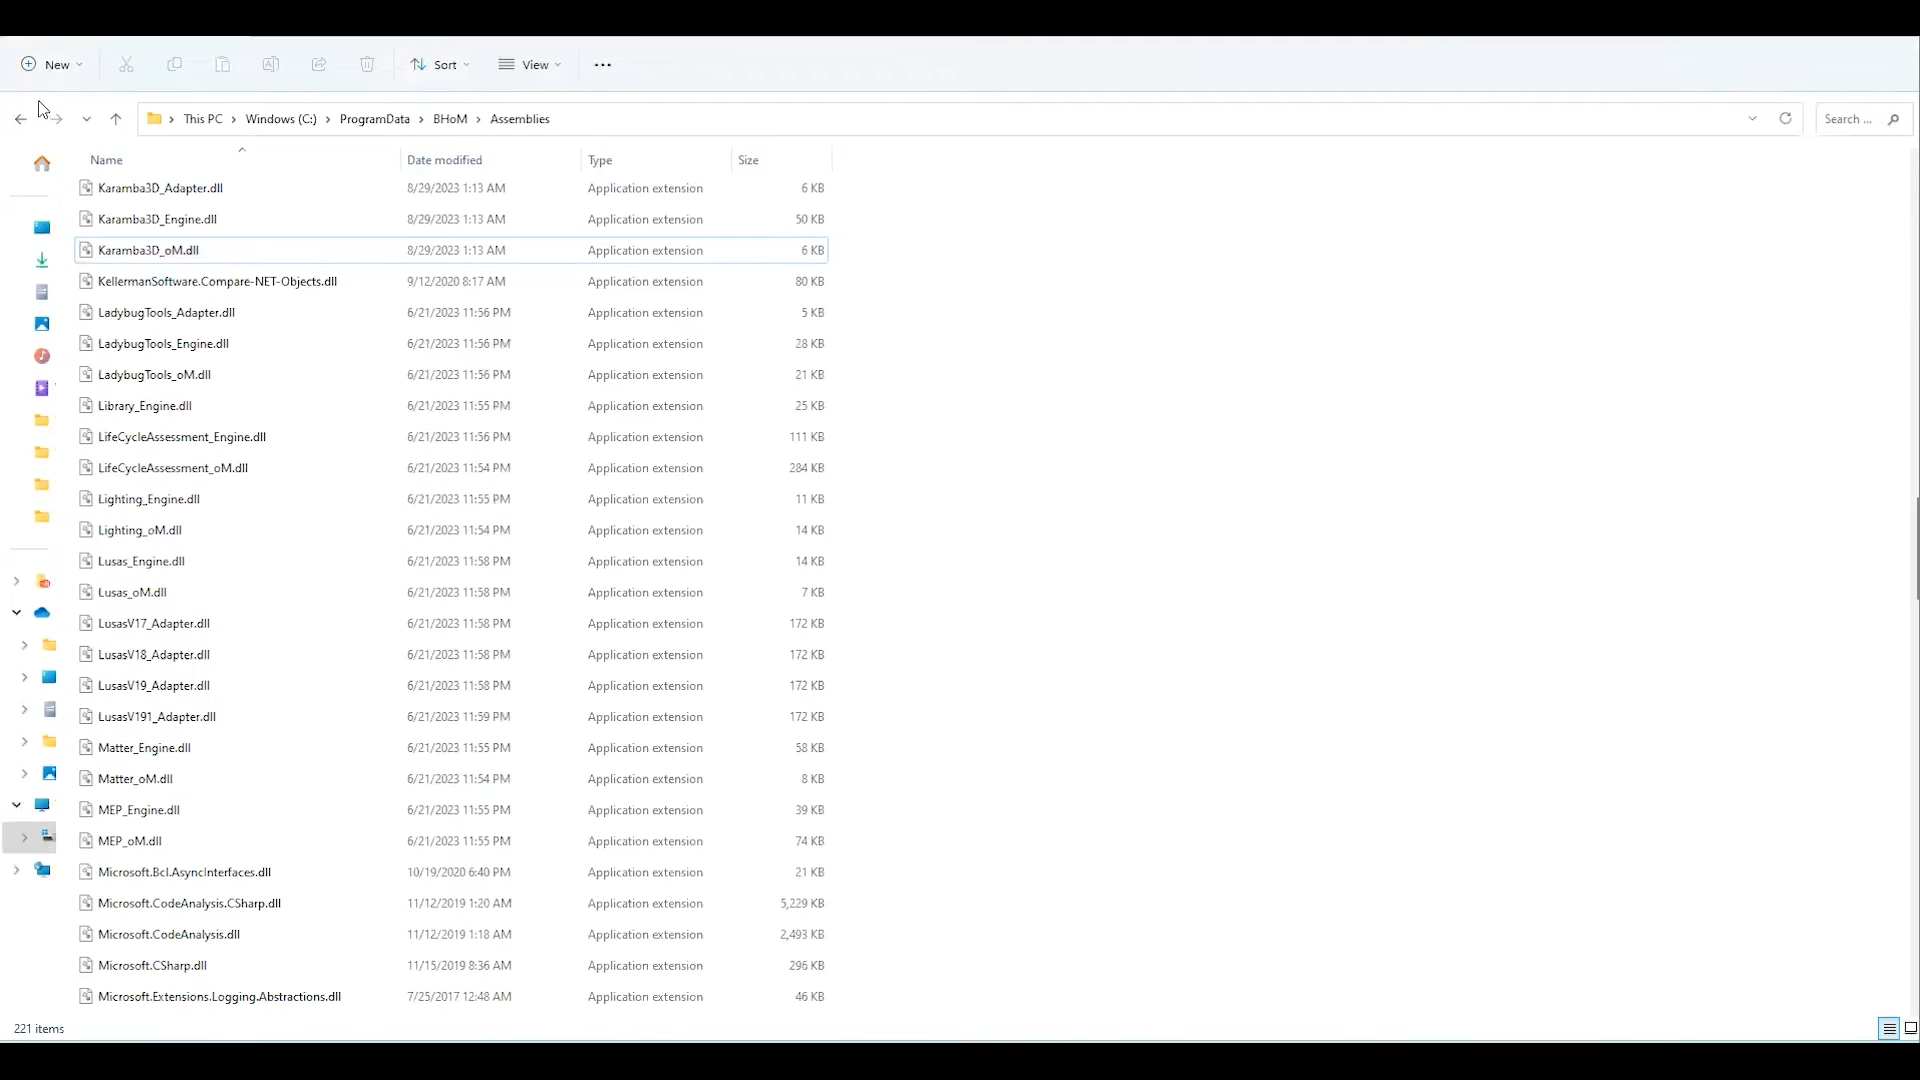 New Sort View ...
This PC > Windows (C:) > ProgramData > BHoM > Assemblies Search ...
Name Date modified Type Size
Karamba3D_Adapter.dll 8/29/2023 1:13 AM Application extension 6 KB
Karamba3D_Engine.dll 8/29/2023 1:13 AM Application extension 50 KB
Karamba3D_oM.dll 8/29/2023 1:13 AM Application extension 6 KB
KellermanSoftware.Compare-NET-Objects.dll 9/12/2020 8:17 AM Application extension 80 KB
LadybugTools_Adapter.dll 6/21/2023 11:56 PM Application extension 5 KB
LadybugTools_Engine.dll 6/21/2023 11:56 PM Application extension 28 KB
LadybugTools_oM.dll 6/21/2023 11:56 PM Application extension 21 KB
Library_Engine.dll 6/21/2023 11:55 PM Application extension 25 KB
LifeCycleAssessment_Engine.dll 6/21/2023 11:56 PM Application extension 111 KB
LifeCycleAssessment_oM.dll 6/21/2023 11:54 PM Application extension 284 KB
Lighting_Engine.dll 6/21/2023 11:55 PM Application extension 11 KB
Lighting_oM.dll 6/21/2023 11:54 PM Application extension 14 KB
Lusas_Engine.dll 6/21/2023 11:58 PM Application extension 14 KB
Lusas_oM.dll 6/21/2023 11:58 PM Application extension 7 KB
LusasV17_Adapter.dll 6/21/2023 11:58 PM Application extension 172 KB
LusasV18_Adapter.dll 6/21/2023 11:58 PM Application extension 172 KB
LusasV19_Adapter.dll 6/21/2023 11:58 PM Application extension 172 KB
LusasV191_Adapter.dll 6/21/2023 11:59 PM Application extension 172 KB
Matter_Engine.dll 6/21/2023 11:55 PM Application extension 58 KB
Matter_oM.dll 6/21/2023 11:54 PM Application extension 8 KB
MEP_Engine.dll 6/21/2023 11:55 PM Application extension 39 KB
MEP_oM.dll 6/21/2023 11:55 PM Application extension 74 KB
Microsoft.Bcl.AsyncInterfaces.dll 10/19/2020 6:40 PM Application extension 21 KB
Microsoft.CodeAnalysis.CSharp.dll 11/12/2019 1:20 AM Application extension 5,229 KB
Microsoft.CodeAnalysis.dll 11/12/2019 1:18 AM Application extension 2,493 KB
Microsoft.CSharp.dll 11/15/2019 8:36 AM Application extension 296 KB
Microsoft.Extensions.Logging.Abstractions.dll 7/25/2017 12:48 AM Application extension 46 KB
221 items